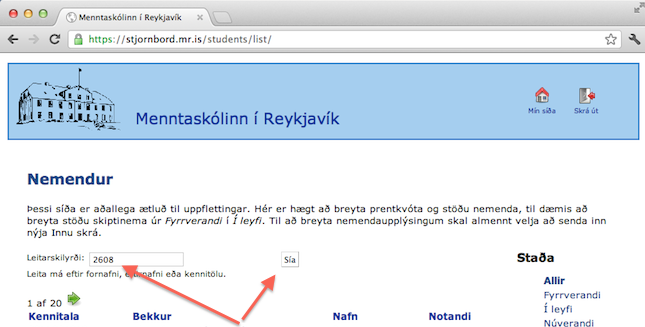 Menntaskólinn í Reykjavík
https://stjornbord.mr.is/students/list/
Menntaskólinn í Reykjavík
Mín síða
Skrá út
Nemendur
Þessi síða er aðallega ætluð til uppflettingar. Hér er hægt að breyta prentkvóta og stöðu nemenda, til dæmis að
breyta stöðu skiptinema úr Fyrrverandi í Í leyfi. Til að breyta nemendaupplýsingum skal almennt velja að senda inn
nýja Innu skrá.
Leitarskilyrði: 2608 Sía
Leita má eftir fornafni, eftirnafni eða kennitölu.
Staða
Allir
Fyrrverandi
Í leyfi
Núverandi
1 af 20
Kennitala Bekkur Nafn Notandi